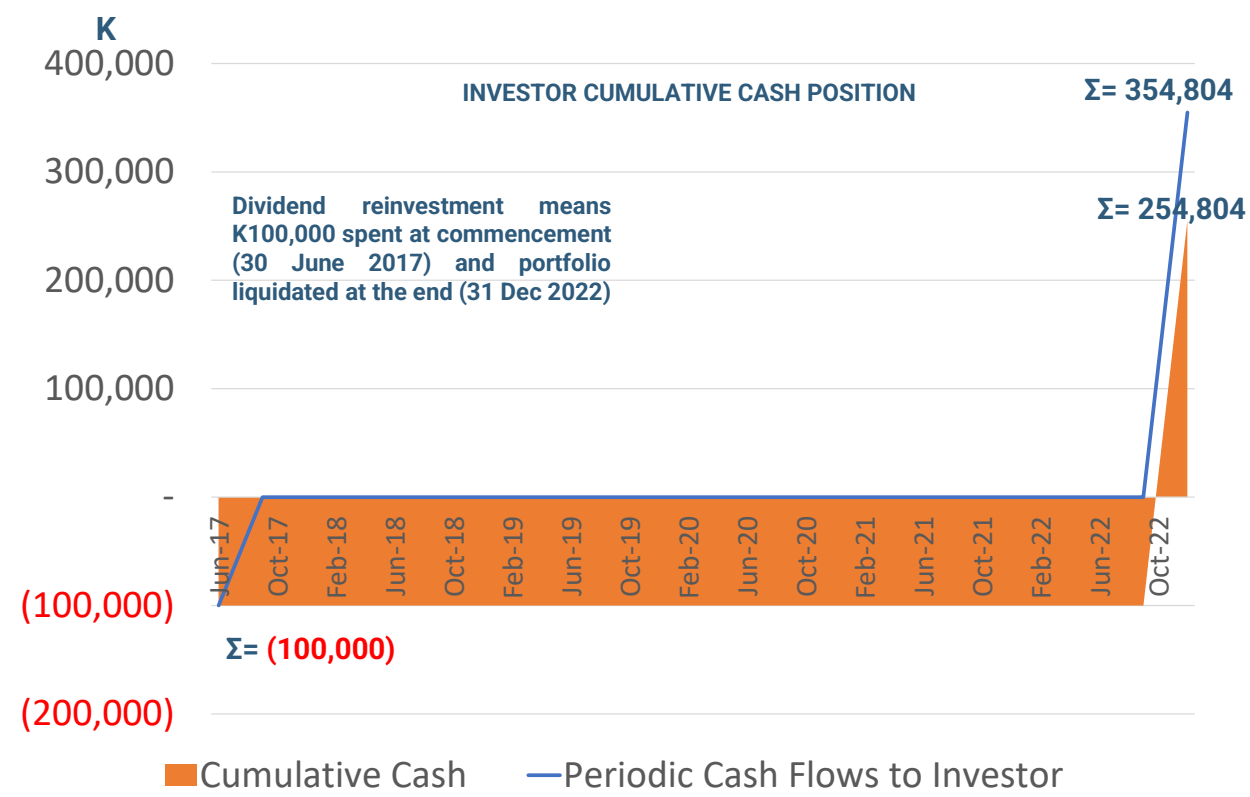 K
400,000
INVESTOR CUMULATIVE CASH POSITION
Σ= 354,804
300,000
Dividend reinvestment means
K100,000 spent at commencement
(30 June 2017) and portfolio
liquidated at the end (31 Dec 2022)
Σ= 254,804
200,000
100,000
-
Jun-17
Oct-17
Feb-18
Jun-18
Oct-18
Feb-19
Jun-19
Oct-19
Feb-20
Jun-20
Oct-20
Feb-21
Jun-21
Oct-21
Feb-22
Jun-22
Oct-22
(100,000)
Σ= (100,000)
(200,000)
Cumulative Cash
Periodic Cash Flows to Investor